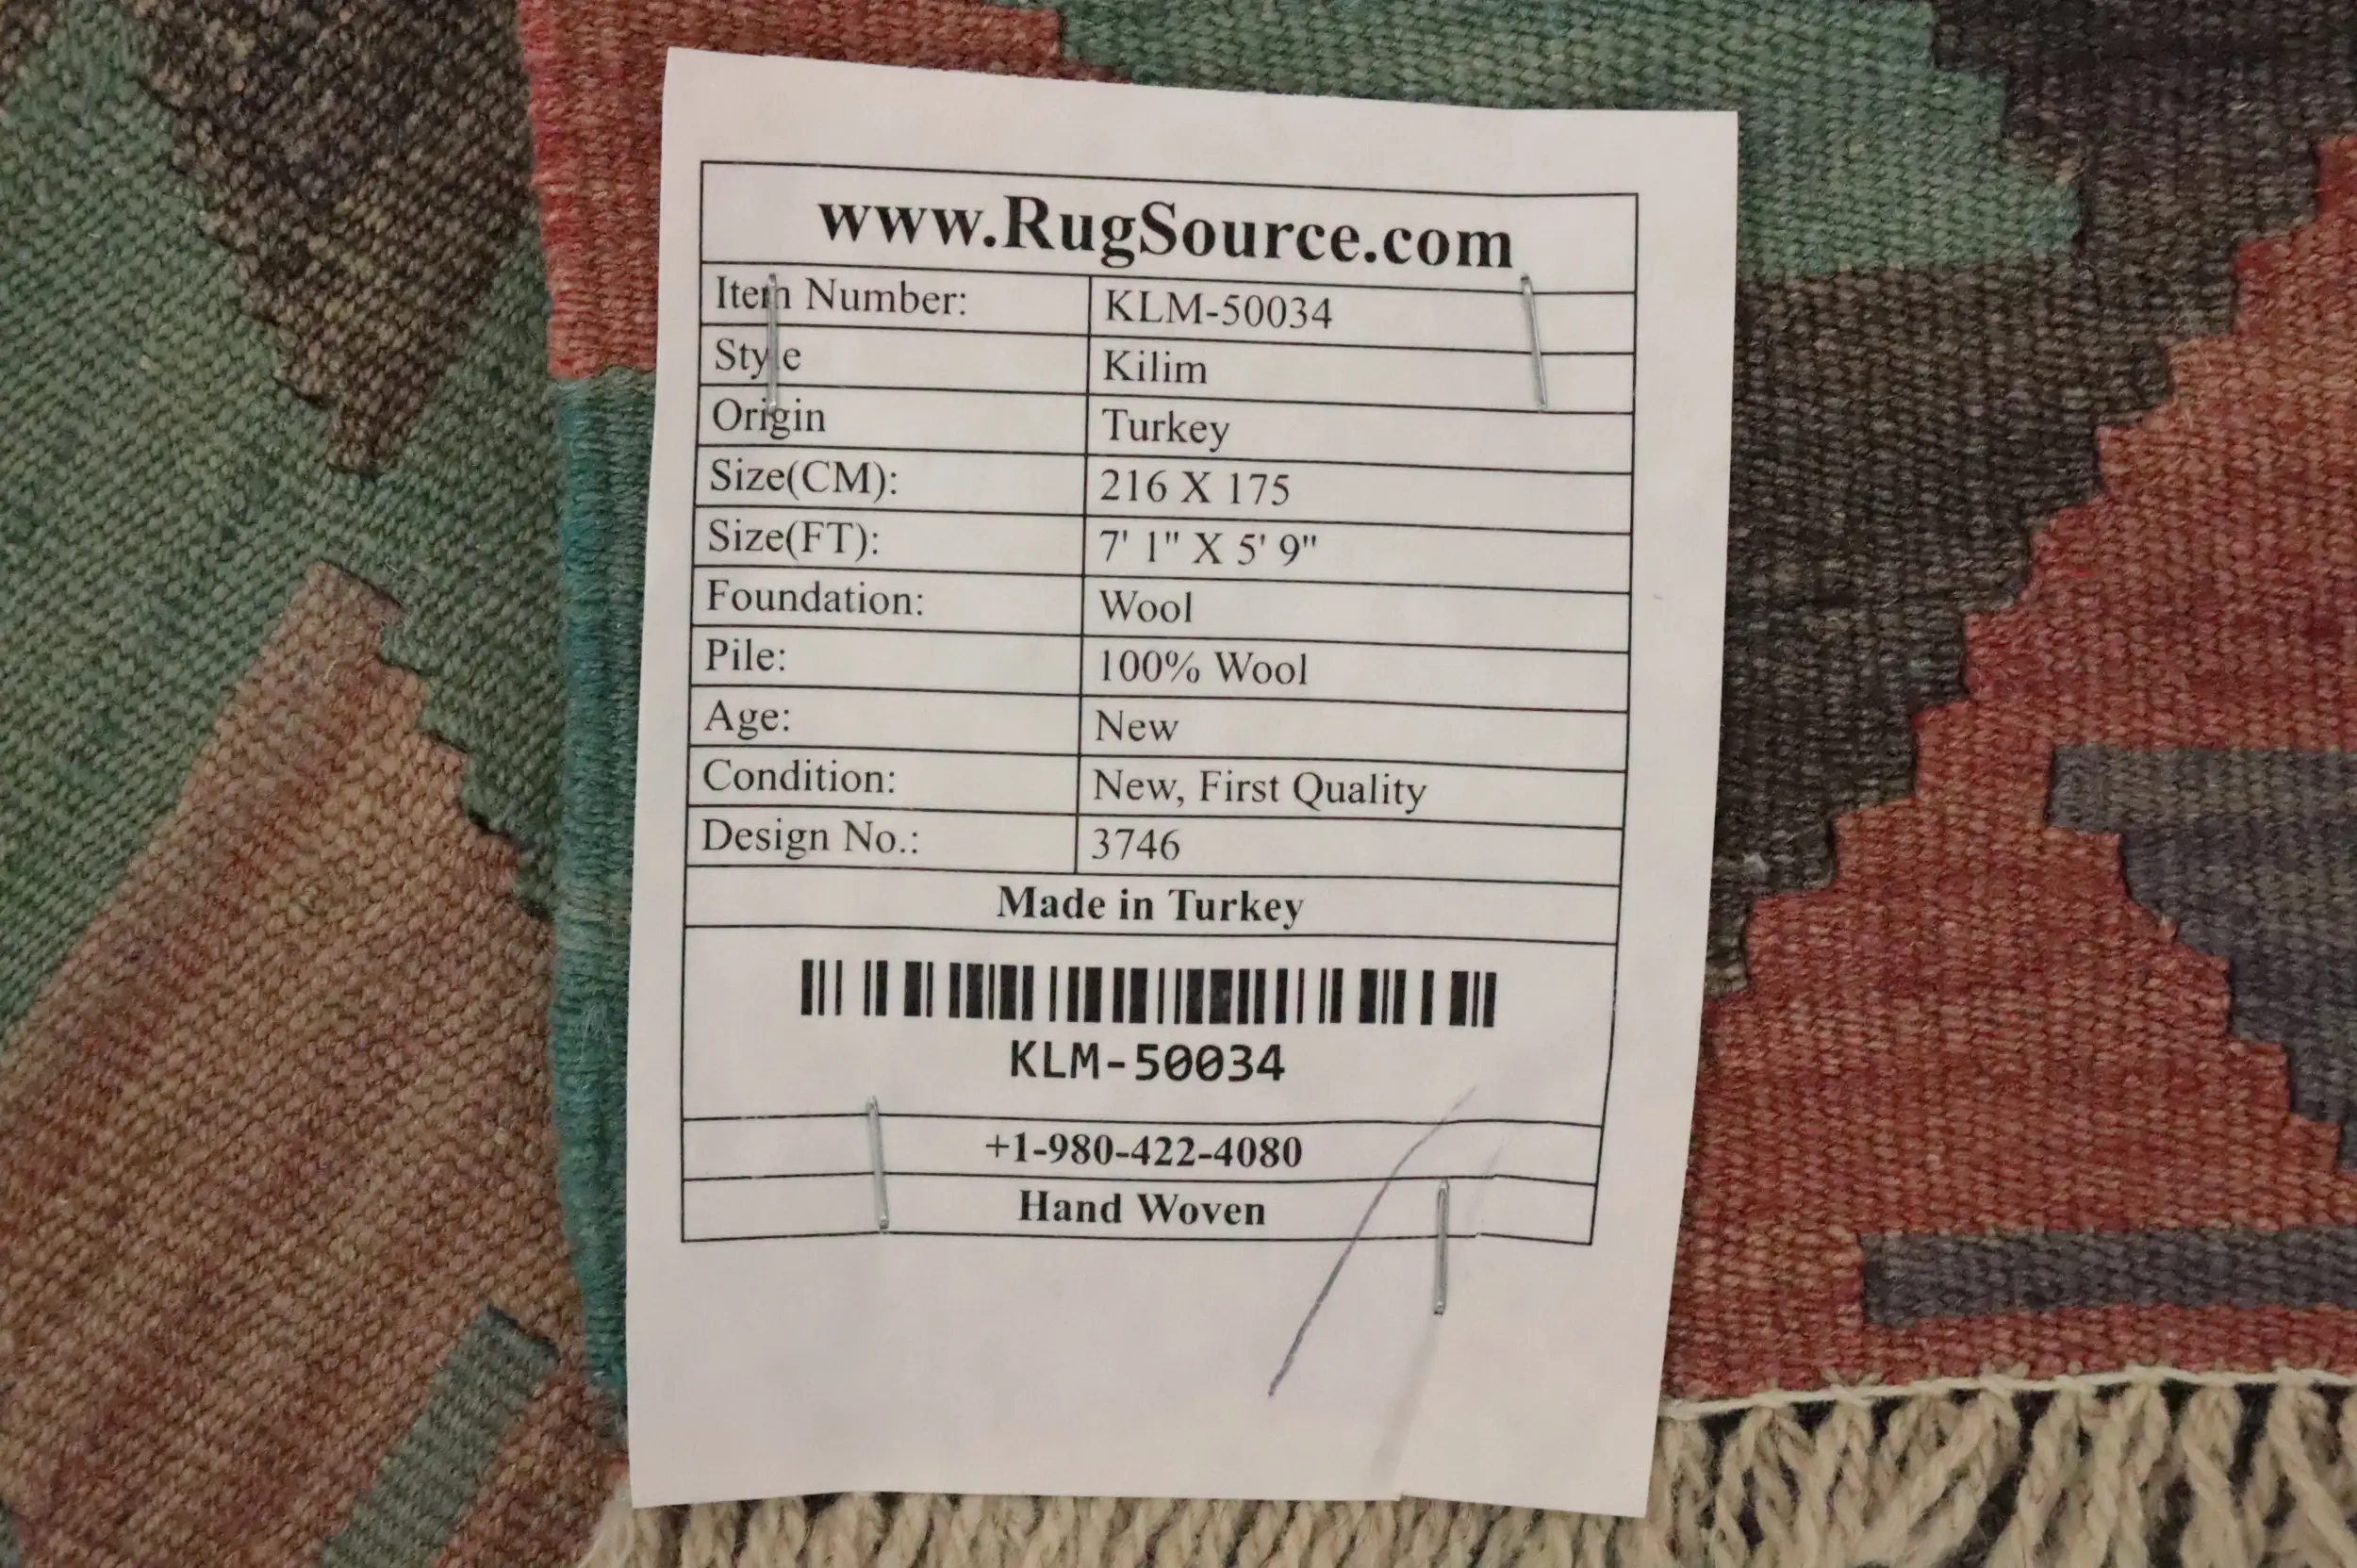 www.RugSource.com
Item Number: KLM-50034
Style Kilim
Origin Turkey
Size(CM): 216 X 175
Size(FT): 7' 1" X 5' 9"
Foundation: Wool
Pile: 100% Wool
Age: New
Condition: New, First Quality
Design No.: 3746
Made in Turkey
KLM-50034
+1-980-422-4080
Hand Woven